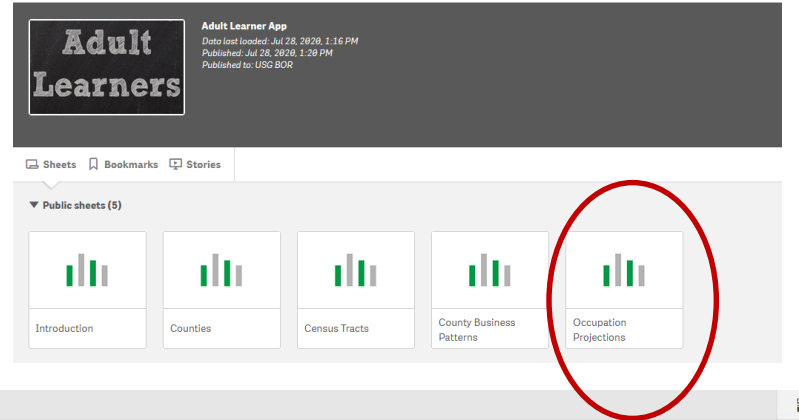 Adult
Learners
Adult Learner App
Data last loaded: Jul 28, 2020, 1:16 PM
Published: Jul 28, 2020, 1:20 PM
Published to: USG BOR
Sheets Bookmarks Stories
Public sheets (5)
Introduction
Counties
Census Tracts
County Business
Patterns
Occupation
Projections